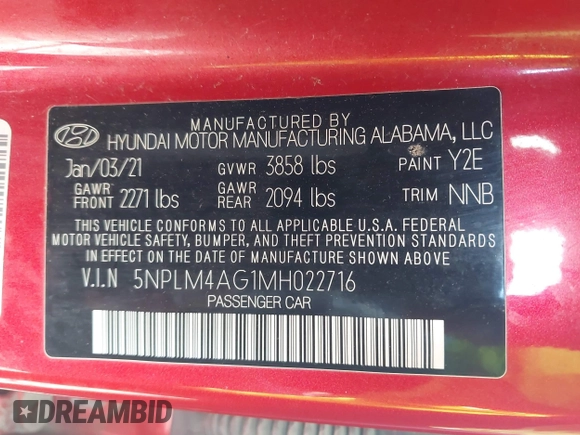 MANUFACTURED BY
HYUNDAI MOTOR MANUFACTURING ALABAMA, LLC
Jan/03/21 GVWR 3858 lbs PAINT Y2E
GAWR FRONT 2271 lbs GAWR REAR 2094 lbs TRIM NNB
THIS VEHICLE CONFORMS TO ALL APPLICABLE U.S.A. FEDERAL
MOTOR VEHICLE SAFETY, BUMPER, AND THEFT PREVENTION STANDARDS
IN EFFECT ON THE DATE OF MANUFACTURE SHOWN ABOVE.
V.I.N 5NPLM4AG1MH022716
PASSENGER CAR
DREAMBID